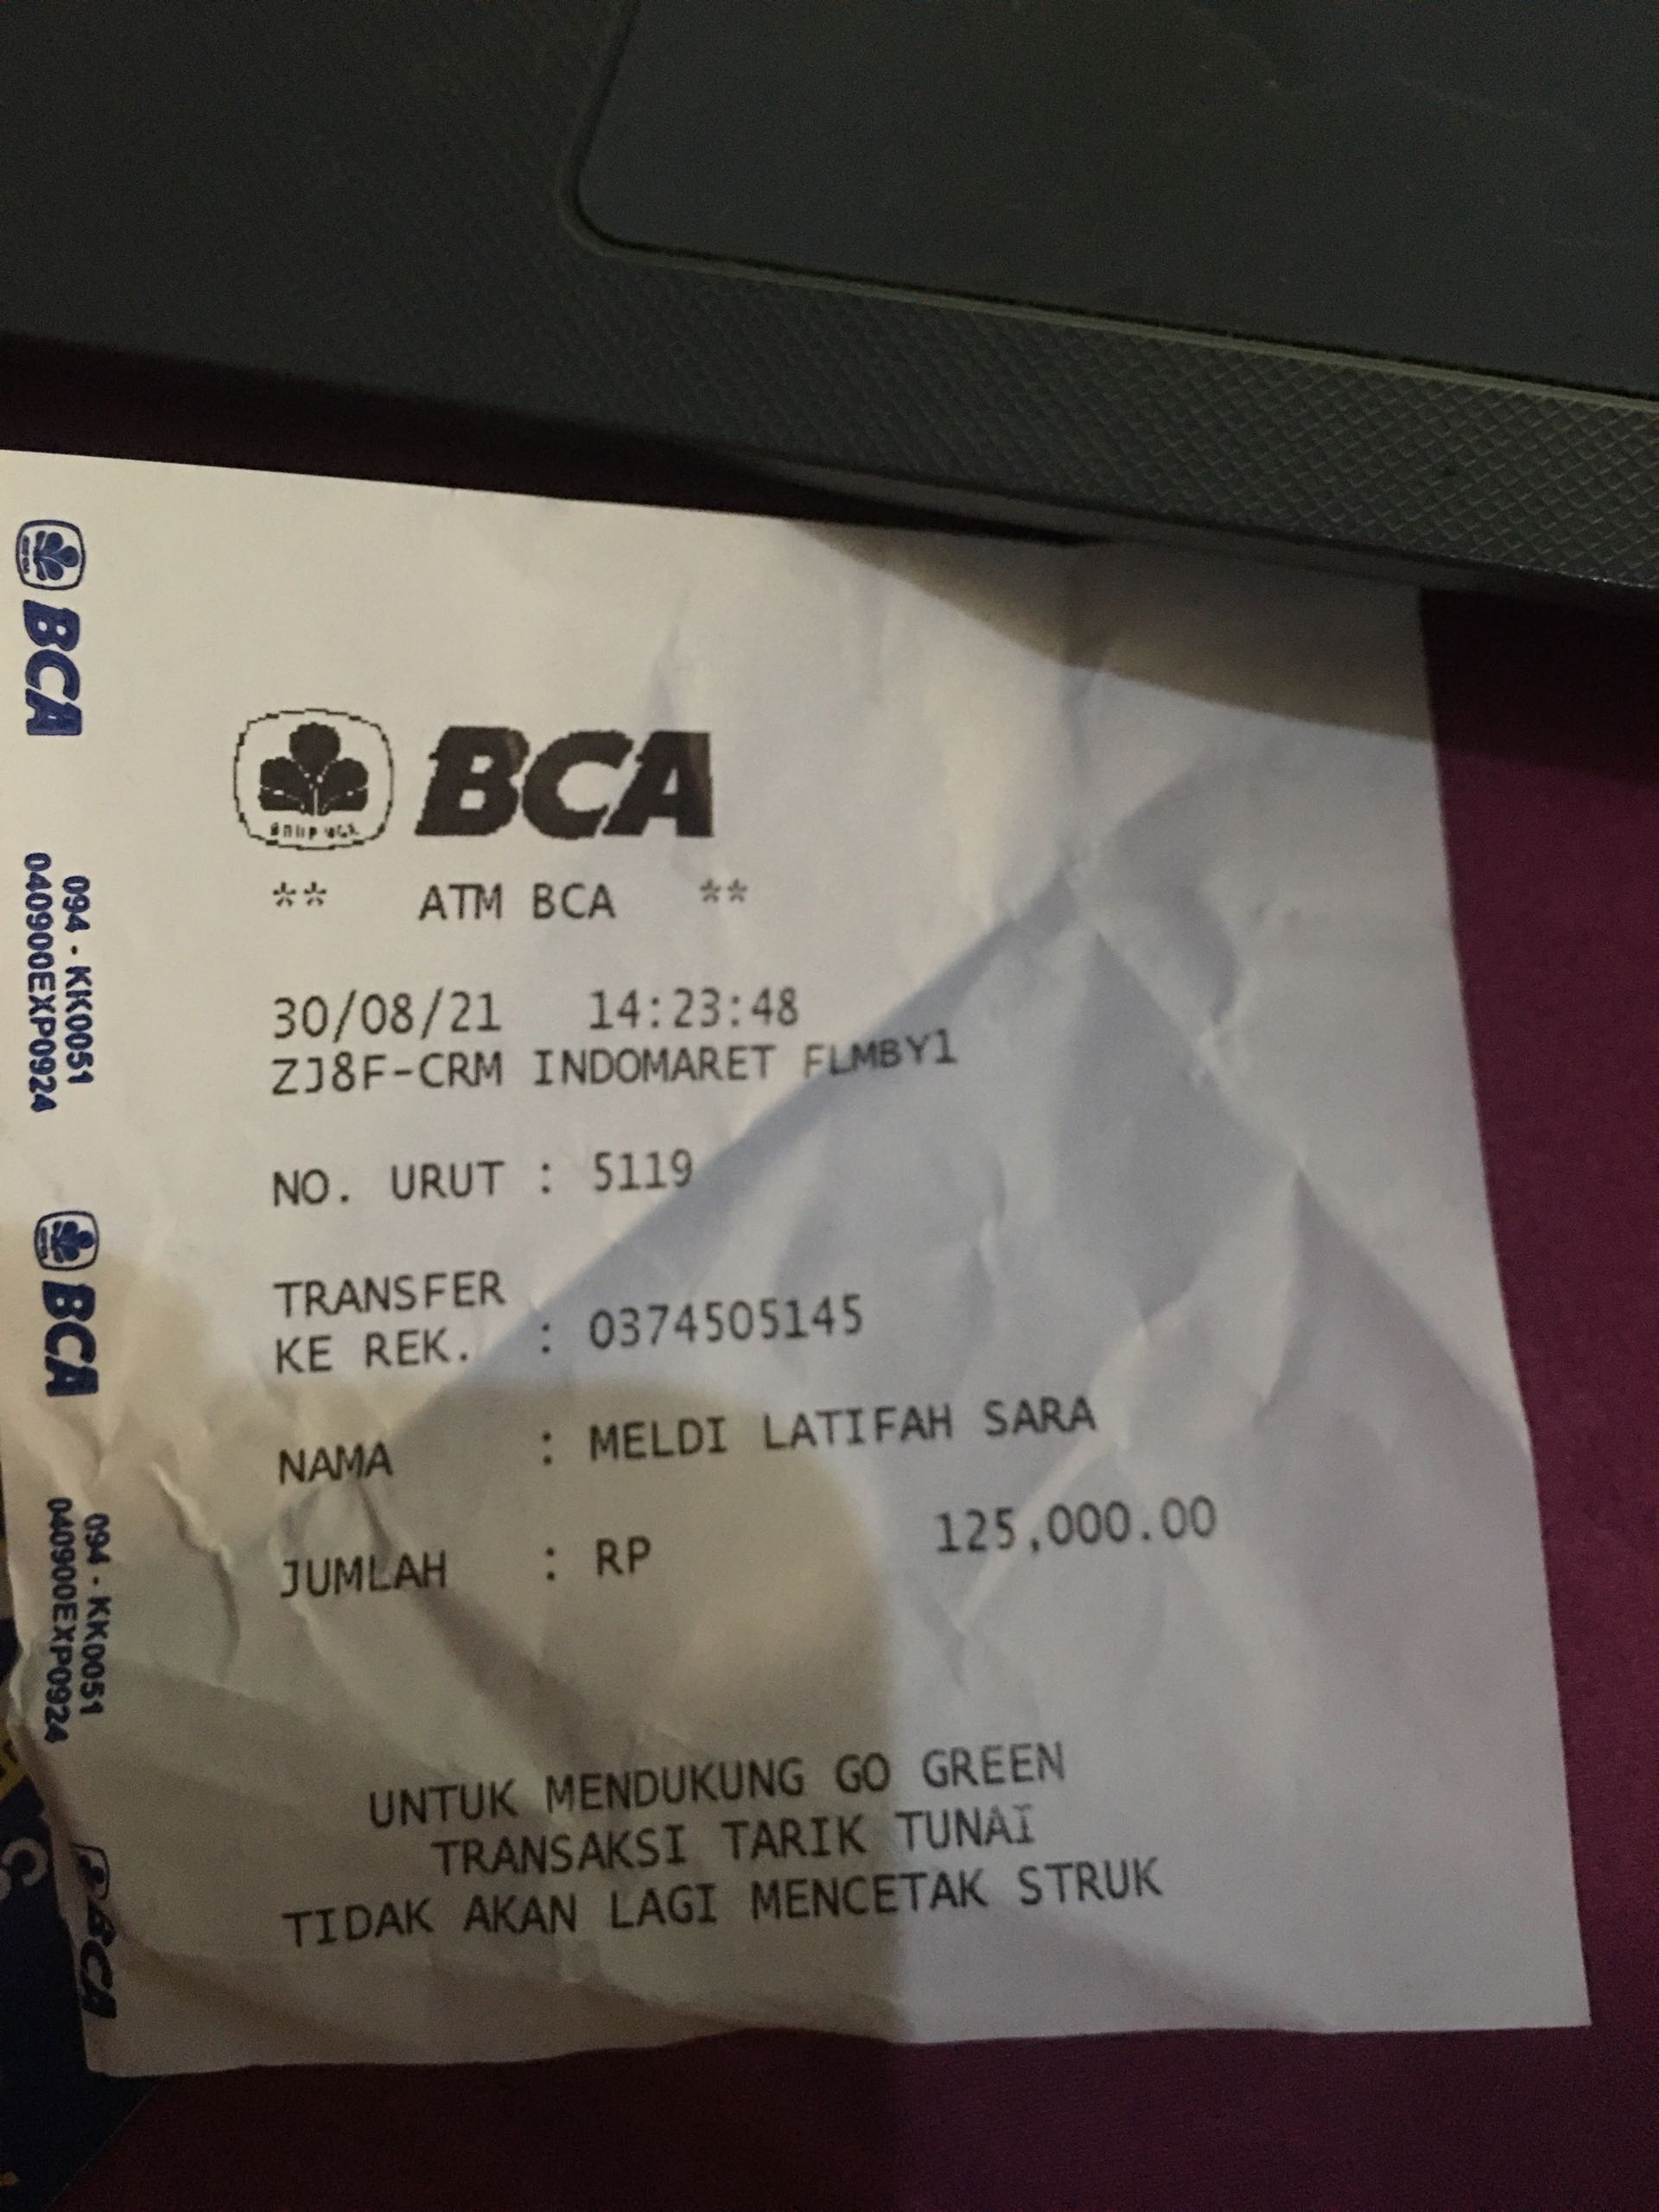 BCA
** ATM BCA **
30/08/21 14:23:48
ZJ8F-CRM INDOMARET FLMBY1
NO. URUT : 5119
TRANSFER
KE REK. : 0374505145
NAMA : MELDI LATIFAH SARA
JUMLAH : RP 125,000.00
UNTUK MENDUKUNG GO GREEN
TRANSAKSI TARIK TUNAI
TIDAK AKAN LAGI MENCETAK STRUK
BCA
094 - KK0051
040900EXP0924
BCA
094 - KK0051
040900EXP0924
BCA